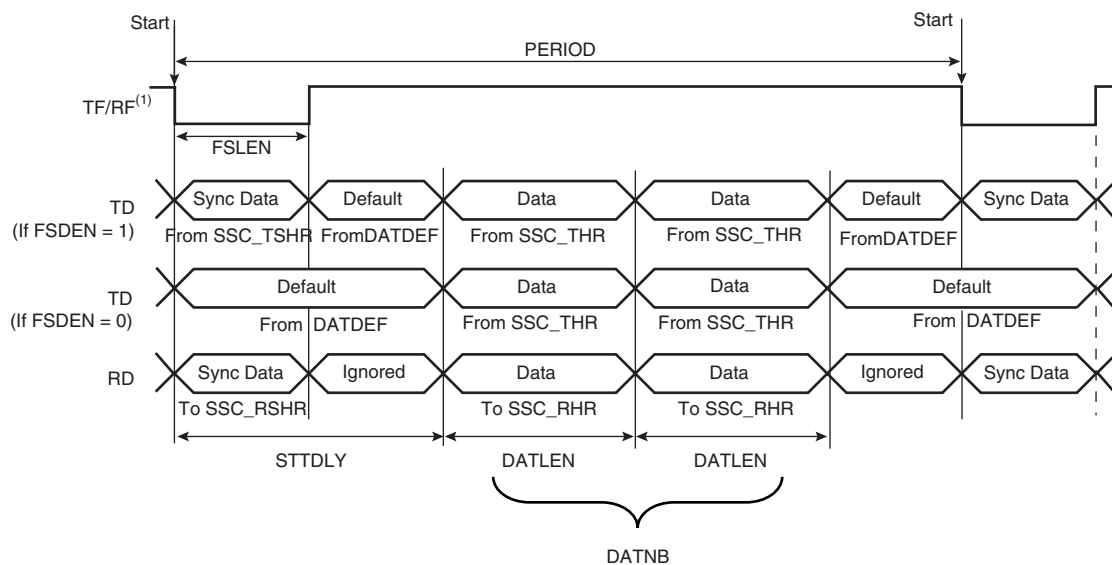 Start
Start
PERIOD
TF/RF(1)
FSLEN
TD
(If FSDEN = 1)
Sync Data
Default
Data
Data
Default
Sync Data
From SSC_TSHR
FromDATDEF
From SSC_THR
From SSC_THR
FromDATDEF
TD
(If FSDEN = 0)
Default
Data
Data
Default
From DATDEF
From SSC_THR
From SSC_THR
From DATDEF
RD
Sync Data
Ignored
Data
Data
Ignored
Sync Data
To SSC_RSHR
To SSC_RHR
To SSC_RHR
STTDLY
DATLEN
DATLEN
DATNB